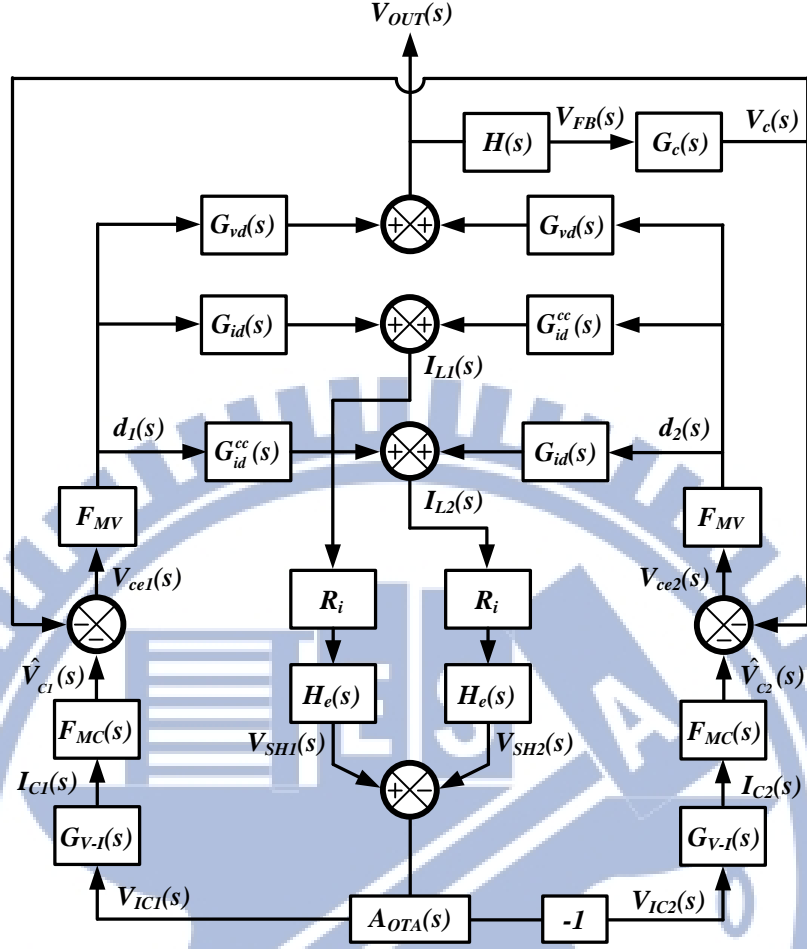 V_OUT(s)
H(s)
V_FB(s)
G_c(s)
V_c(s)
G_vd(s)
+
+
G_vd(s)
G_id(s)
+
+
G_id^cc(s)
I_L1(s)
d_1(s)
G_id^cc(s)
+
+
G_id(s)
d_2(s)
I_L2(s)
F_MV
F_MV
V_ce1(s)
V_ce2(s)
R_i
R_i
−
−
−
−
V̂_C1(s)
V̂_C2(s)
H_e(s)
H_e(s)
F_MC(s)
F_MC(s)
V_SH1(s)
V_SH2(s)
I_C1(s)
I_C2(s)
+
−
G_V-I(s)
G_V-I(s)
V_IC1(s)
A_OTA(s)
-1
V_IC2(s)
E
S
A